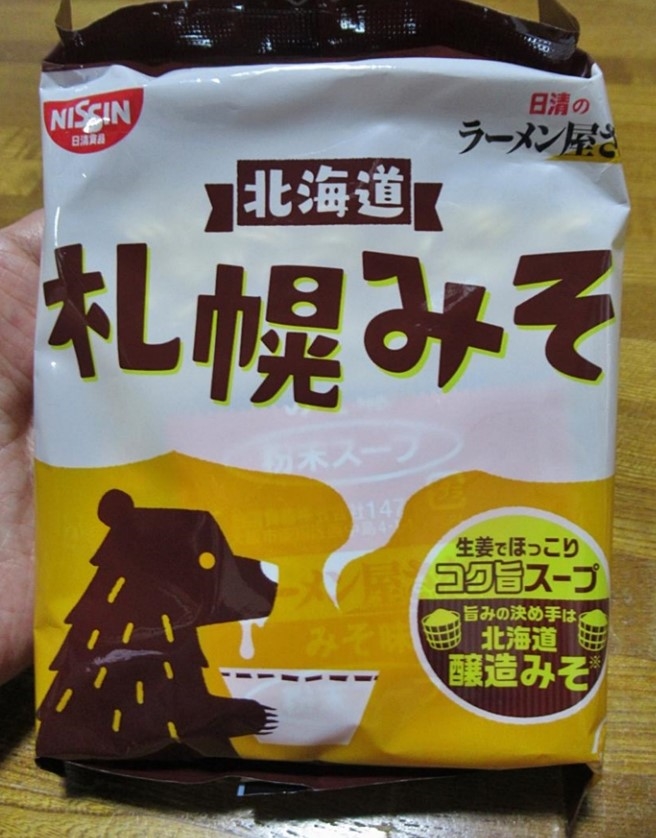 NISSIN
日清食品
日清の
ラーメン屋さ
北海道
札幌みそ
粉末スープ
ーメン屋さ
みそ味
生姜でほっこり
コク旨スープ
旨みの決め手は
北海道
醸造みそ※